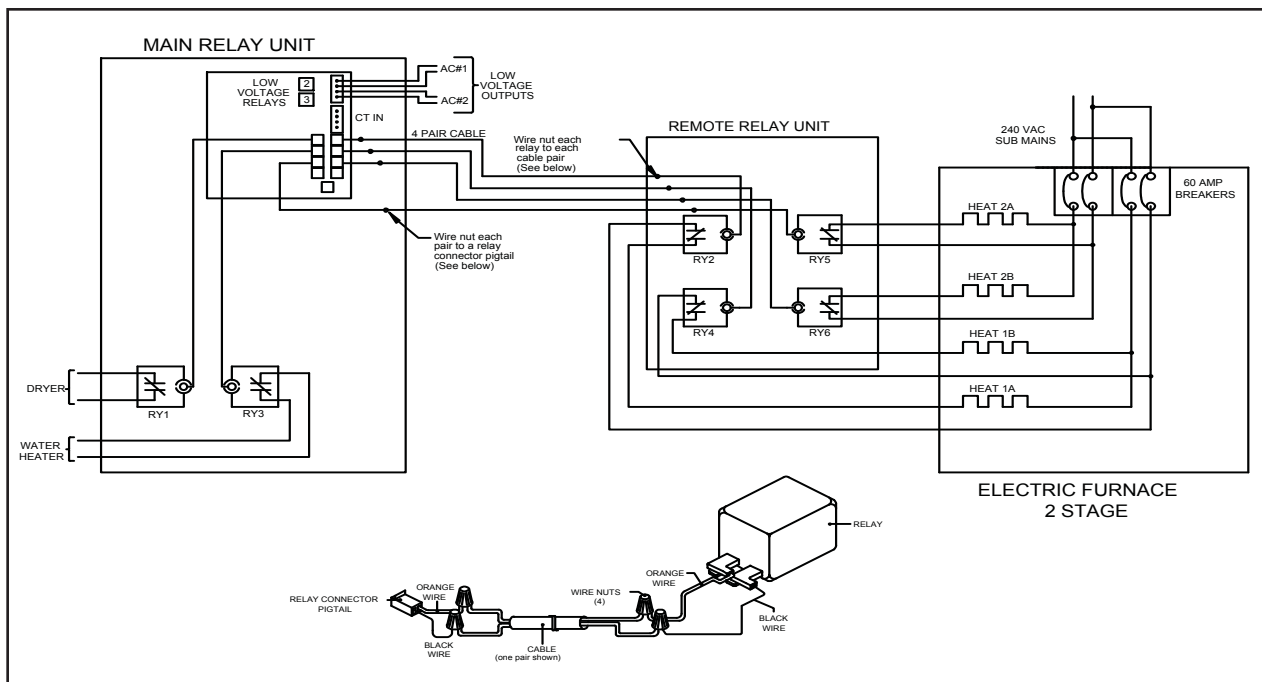 MAIN RELAY UNIT
LOW
VOLTAGE
RELAYS
2
3
AC#1
AC#2
LOW
VOLTAGE
OUTPUTS
CT IN
4 PAIR CABLE
Wire nut each
relay to each
cable pair
(See below)
Wire nut each
pair to a relay
connector pigtail
(See below)
REMOTE RELAY UNIT
RY2
RY5
RY4
RY6
240 VAC
SUB MAINS
60 AMP
BREAKERS
HEAT 2A
HEAT 2B
HEAT 1B
HEAT 1A
DRYER
RY1
RY3
WATER
HEATER
ELECTRIC FURNACE
2 STAGE
RELAY
ORANGE
WIRE
WIRE NUTS
(4)
BLACK
WIRE
RELAY CONNECTOR
PIGTAIL
ORANGE
WIRE
BLACK
WIRE
CABLE
(one pair shown)